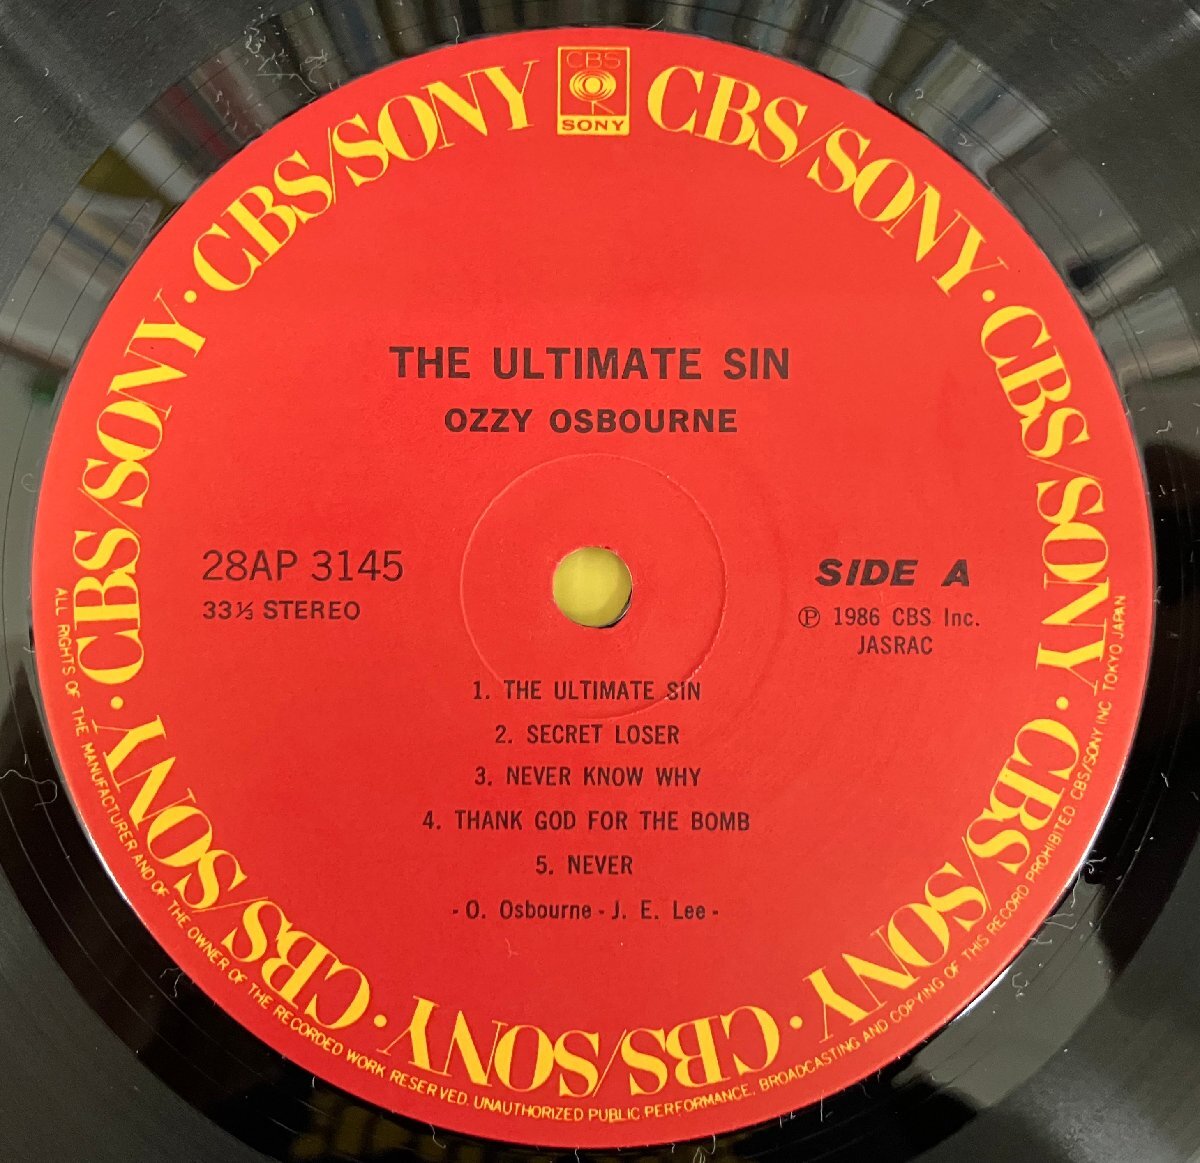 CBS
SONY
CBS/SONY · CBS/SONY · CBS/SONY · CBS/SONY · CBS/SONY · CBS/SONY · CBS/SONY · CBS/SONY
THE ULTIMATE SIN
OZZY OSBOURNE
28AP 3145
33⅓ STEREO
SIDE A
Ⓟ 1986 CBS Inc.
JASRAC
1. THE ULTIMATE SIN
2. SECRET LOSER
3. NEVER KNOW WHY
4. THANK GOD FOR THE BOMB
5. NEVER
- O. Osbourne - J. E. Lee -
ALL RIGHTS OF THE MANUFACTURER AND OF THE OWNER OF THE RECORDED WORK RESERVED. UNAUTHORIZED PUBLIC PERFORMANCE, BROADCASTING AND COPYING OF THIS RECORD PROHIBITED CBS/SONY INC. TOKYO JAPAN